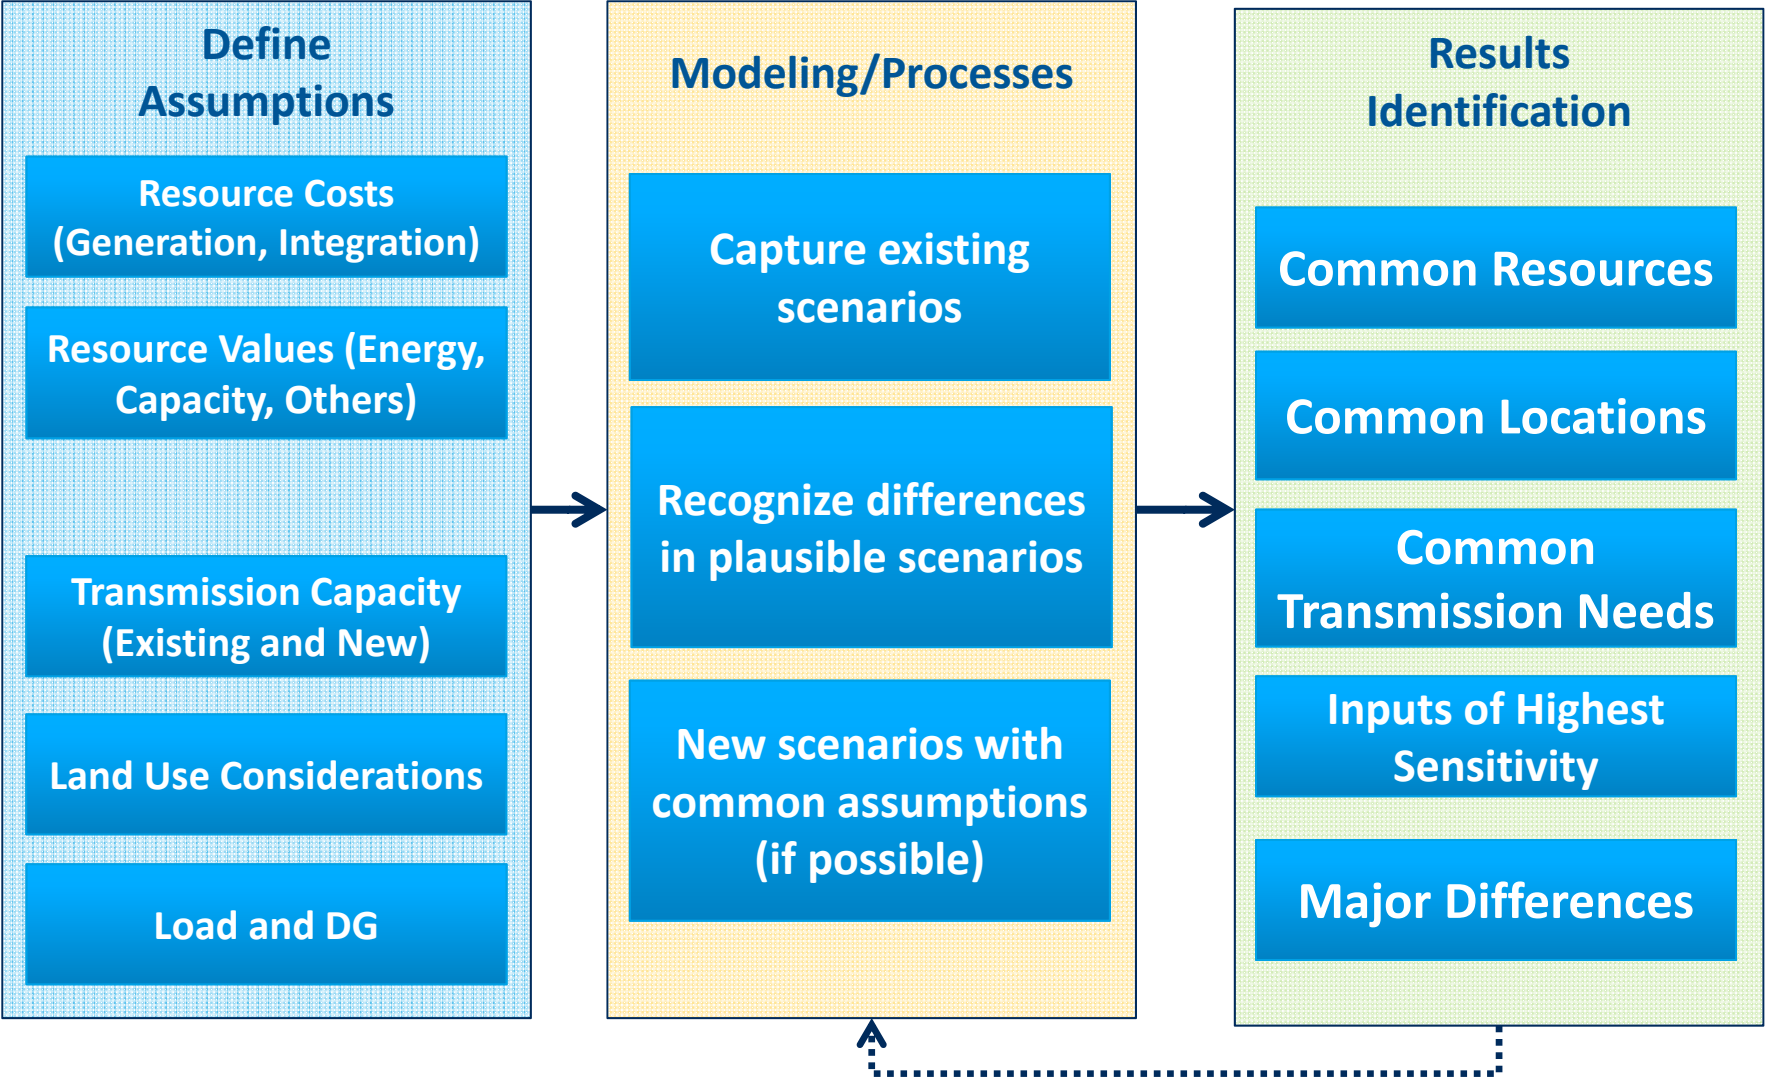 Define
Assumptions
Resource Costs
(Generation, Integration)
Resource Values (Energy,
Capacity, Others)
Transmission Capacity
(Existing and New)
Land Use Considerations
Load and DG
Modeling/Processes
Capture existing
scenarios
Recognize differences
in plausible scenarios
New scenarios with
common assumptions
(if possible)
Results
Identification
Common Resources
Common Locations
Common
Transmission Needs
Inputs of Highest
Sensitivity
Major Differences